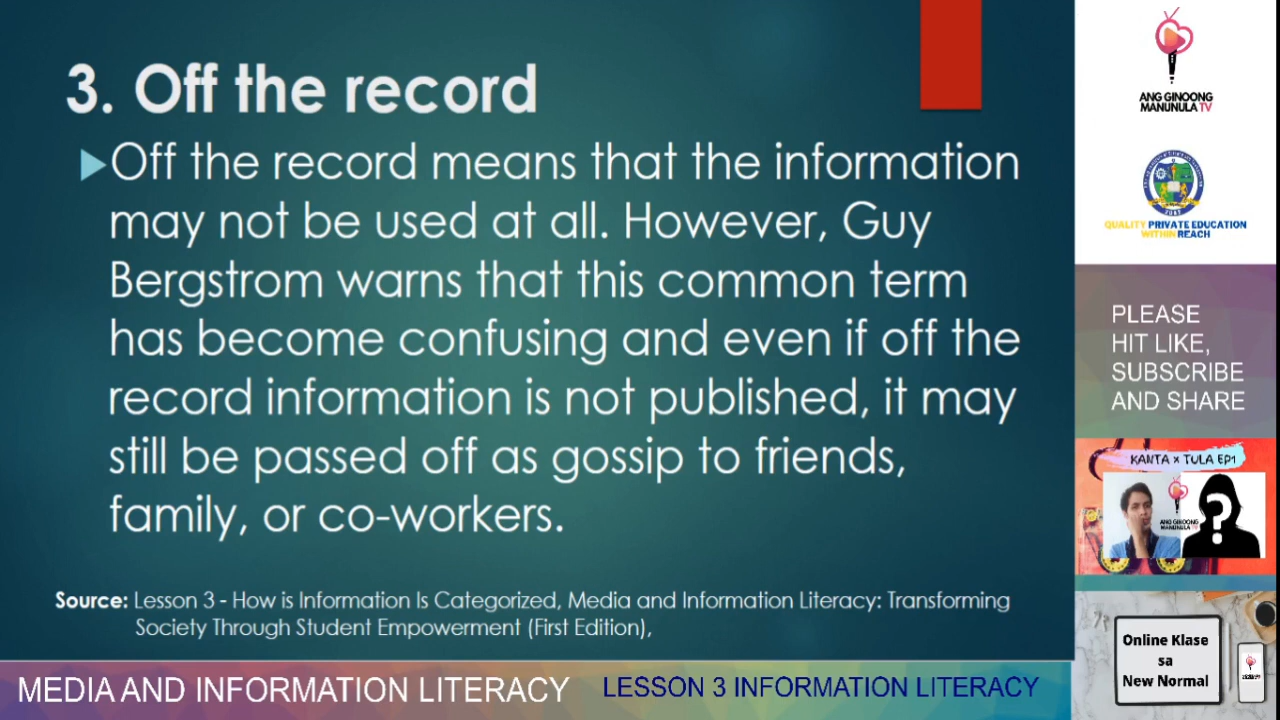 3. Off the record
Off the record means that the information
may not be used at all. However, Guy
Bergstrom warns that this common term
has become confusing and even if off the
record information is not published, it may
still be passed off as gossip to friends,
family, or co-workers.
Source: Lesson 3 - How is Information Is Categorized, Media and Information Literacy: Transforming
Society Through Student Empowerment (First Edition),
MEDIA AND INFORMATION LITERACY
LESSON 3 INFORMATION LITERACY
ANG GINOONG
MANUNULA TV
QUALITY PRIVATE EDUCATION
WITHIN REACH
PLEASE
HIT LIKE,
SUBSCRIBE
AND SHARE
KANTA x TULA EP1
ANG GINOONG
MANUNULA TV
Online Klase
sa
New Normal